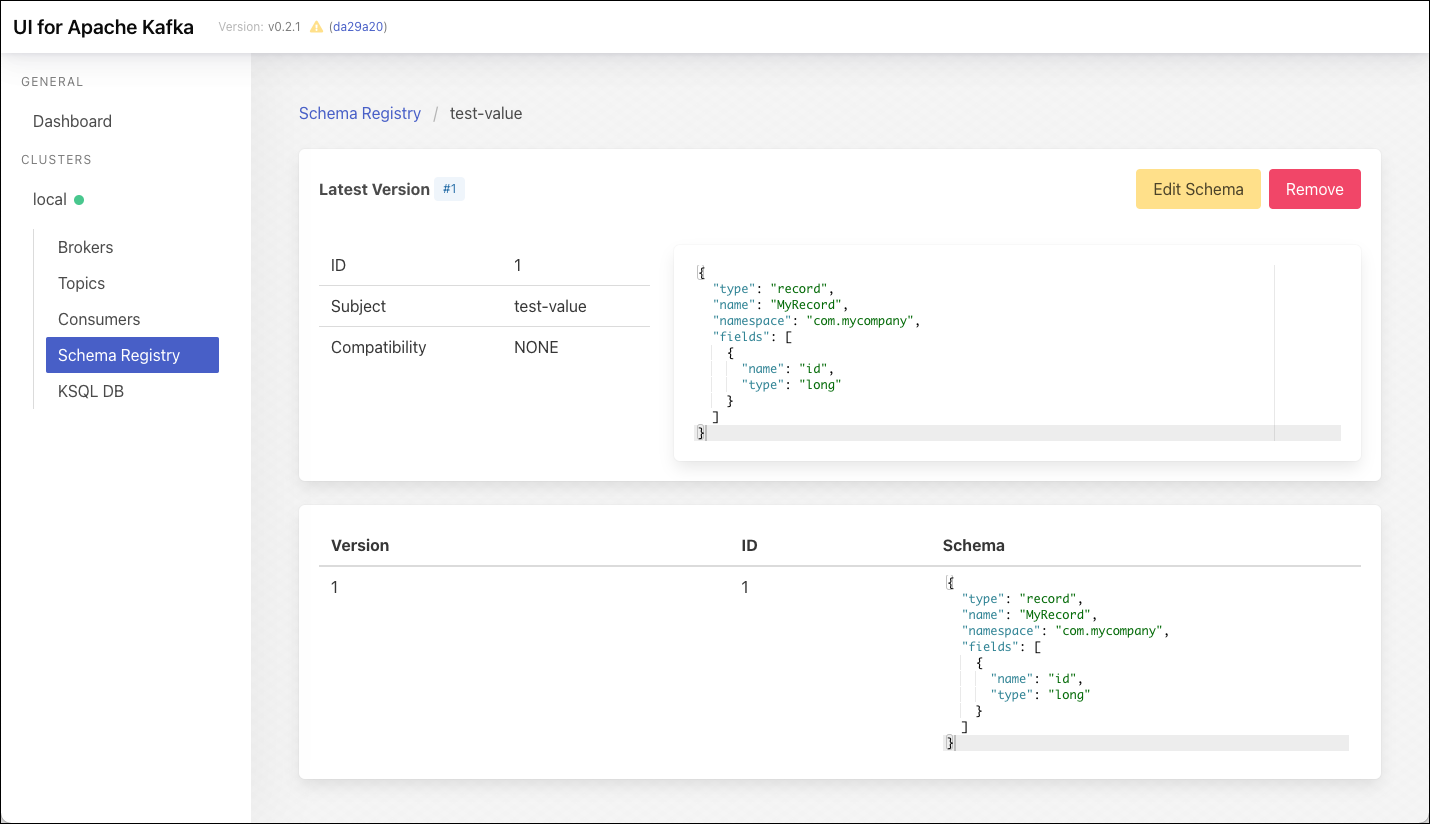 UI for Apache Kafka Version: v0.2.1 (da29a20)
GENERAL
Dashboard
CLUSTERS
local
Brokers
Topics
Consumers
Schema Registry
KSQL DB
Schema Registry / test-value
Latest Version #1 Edit Schema Remove
ID 1
Subject test-value
Compatibility NONE
{
"type": "record",
"name": "MyRecord",
"namespace": "com.mycompany",
"fields": [
{
"name": "id",
"type": "long"
}
]
}
Version ID Schema
1 1
{
"type": "record",
"name": "MyRecord",
"namespace": "com.mycompany",
"fields": [
{
"name": "id",
"type": "long"
}
]
}